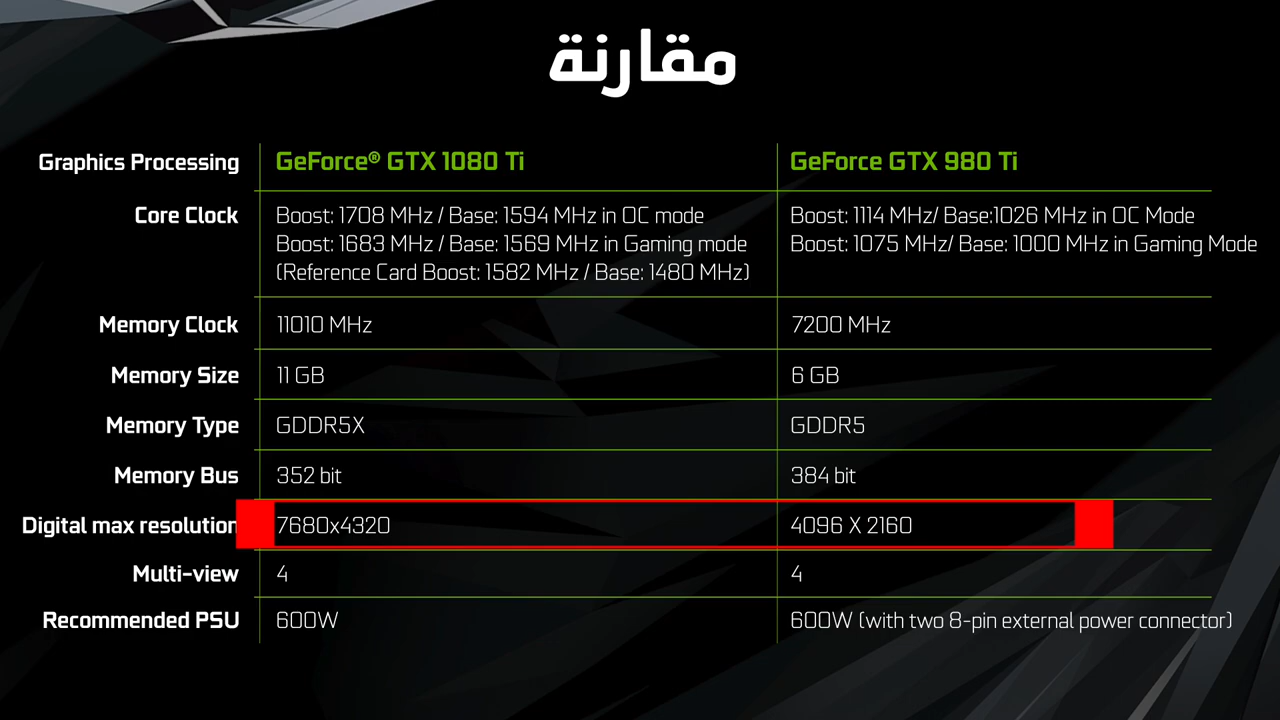 مقارنة
Graphics Processing
GeForce® GTX 1080 Ti
GeForce GTX 980 Ti
Core Clock
Boost: 1708 MHz / Base: 1594 MHz in OC mode
Boost: 1683 MHz / Base: 1569 MHz in Gaming mode
(Reference Card Boost: 1582 MHz / Base: 1480 MHz)
Boost: 1114 MHz/ Base:1026 MHz in OC Mode
Boost: 1075 MHz/ Base: 1000 MHz in Gaming Mode
Memory Clock
11010 MHz
7200 MHz
Memory Size
11 GB
6 GB
Memory Type
GDDR5X
GDDR5
Memory Bus
352 bit
384 bit
Digital max resolution
7680x4320
4096 X 2160
Multi-view
4
4
Recommended PSU
600W
600W (with two 8-pin external power connector)